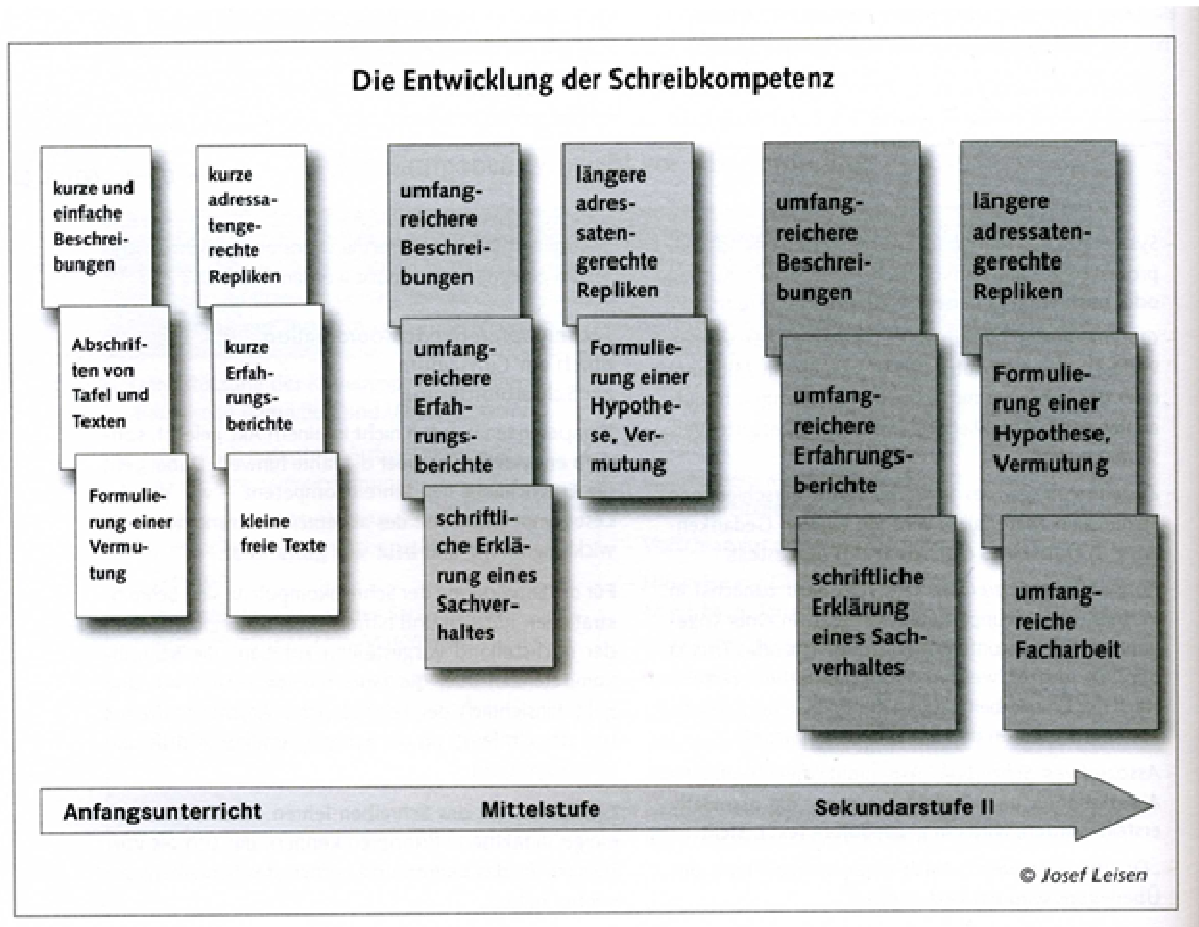 Die Entwicklung der Schreibkompetenz
kurze und
einfache
Beschrei-
bungen
Abschrif-
ten von
Tafel und
Texten
Formulie-
rung einer
Vermu-
tung
kurze
adressa-
tenge-
rechte
Repliken
kurze
Erfah-
rungs-
berichte
kleine
freie Texte
umfang-
reichere
Beschrei-
bungen
umfang-
reichere
Erfah-
rungs-
berichte
schriftli-
che Erklä-
rung eines
Sachver-
haltes
längere
adres-
saten-
gerechte
Repliken
Formulie-
rung einer
Hypothe-
se, Ver-
mutung
umfang-
reichere
Beschrei-
bungen
umfang-
reichere
Erfahrungs-
berichte
schriftliche
Erklärung
eines Sach-
verhaltes
längere
adressaten-
gerechte
Repliken
Formulie-
rung einer
Hypothese,
Vermutung
umfang-
reiche
Facharbeit
Anfangsunterricht
Mittelstufe
Sekundarstufe II
© Josef Leisen